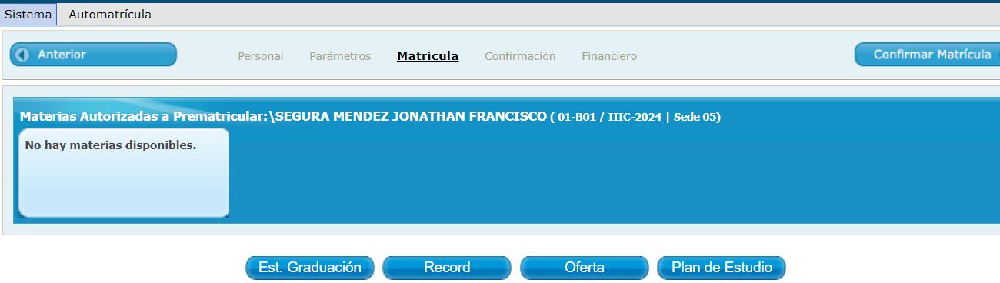 Sistema Automatrícula
Anterior Personal Parámetros Matrícula Confirmación Financiero Confirmar Matrícula
Materias Autorizadas a Prematricular:\SEGURA MENDEZ JONATHAN FRANCISCO ( 01-B01 / IIIC-2024 | Sede 05)
No hay materias disponibles.
Est. Graduación Record Oferta Plan de Estudio